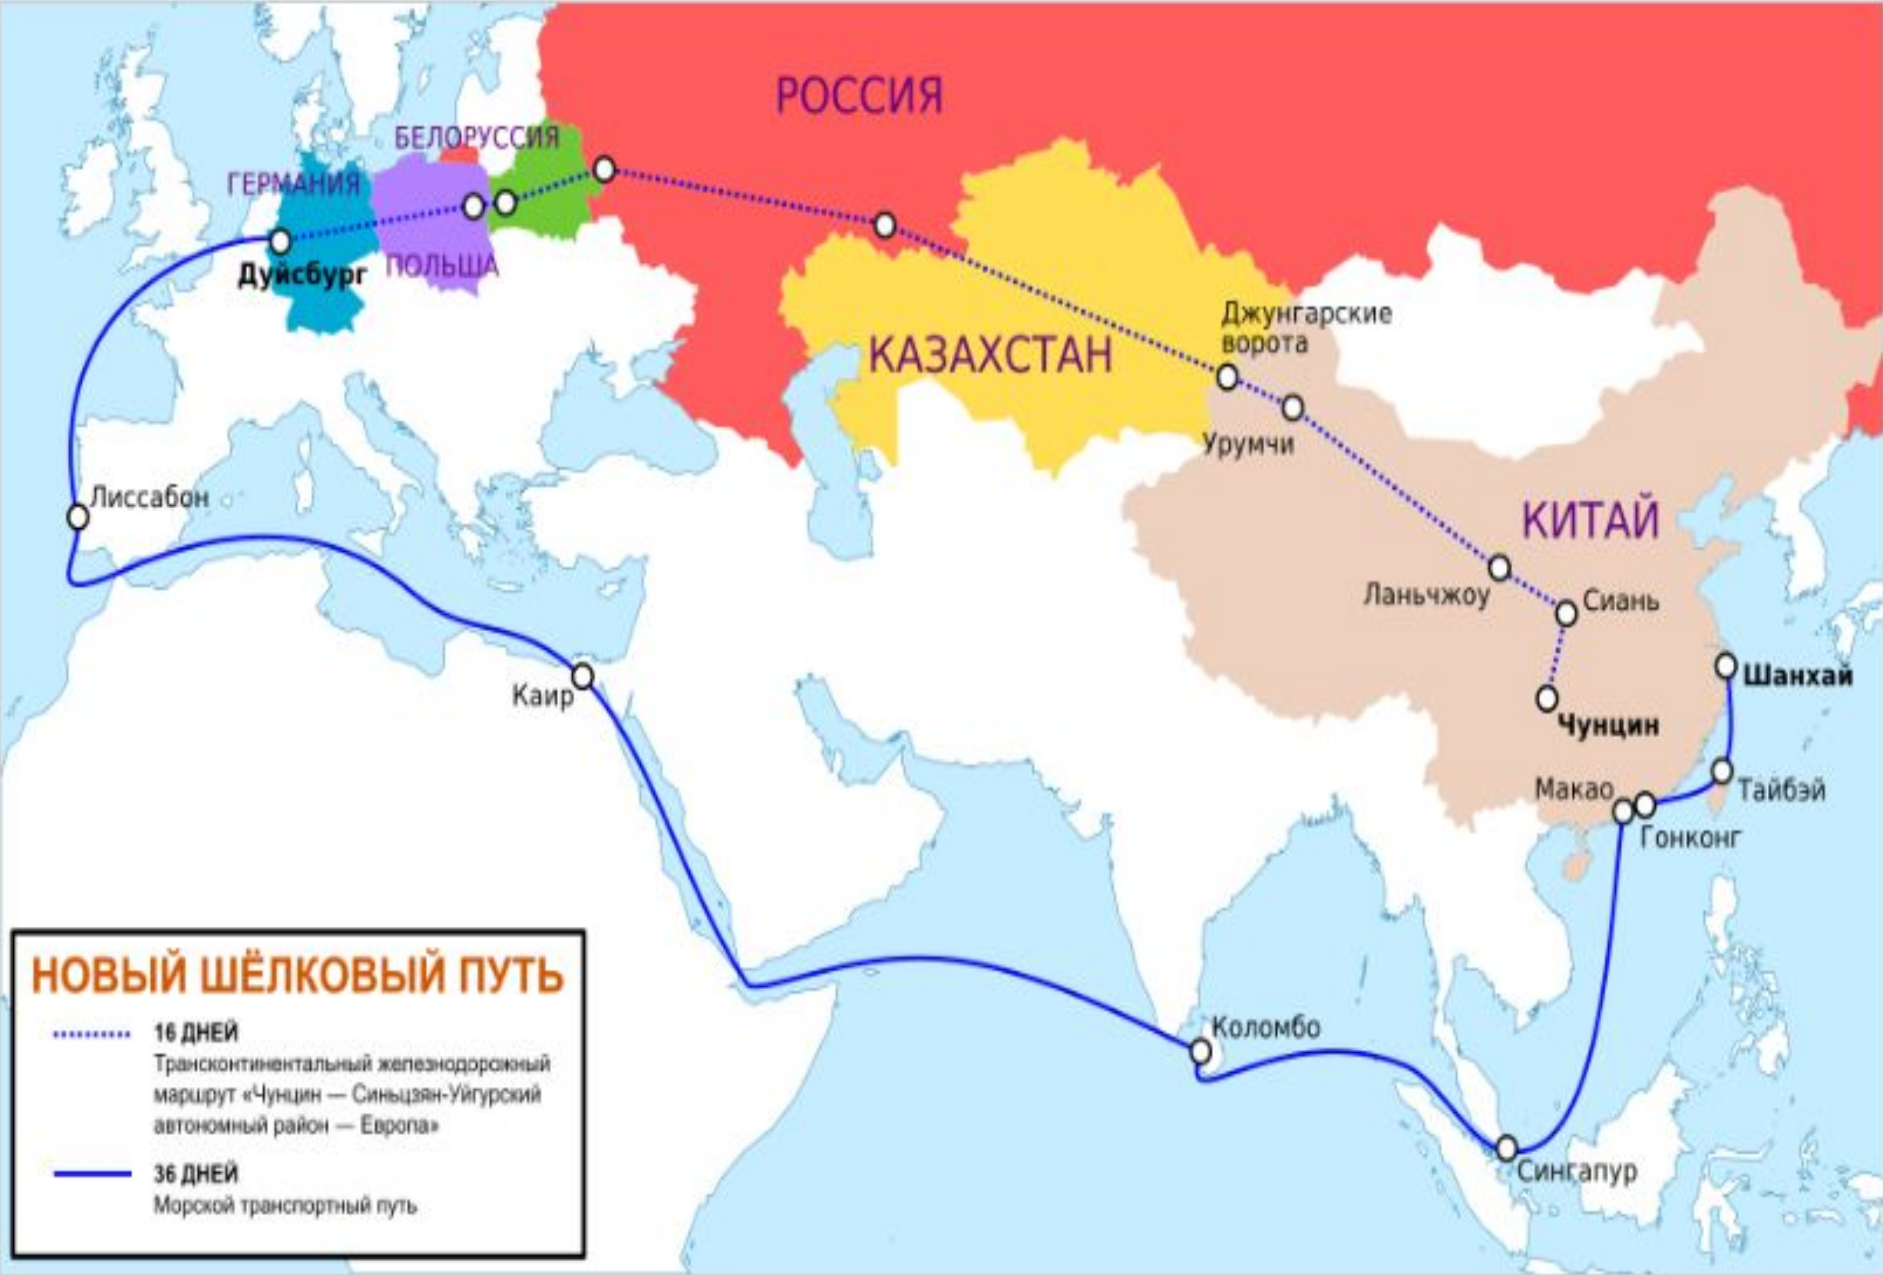 РОССИЯ
БЕЛОРУССИЯ
ГЕРМАНИЯ
Дуйсбург
ПОЛЬША
Джунгарские
ворота
КАЗАХСТАН
Урумчи
Лиссабон
КИТАЙ
Ланьчжоу
Сиань
Шанхай
Каир
Чунцин
Макао
Тайбэй
Гонконг
Коломбо
Сингапур
НОВЫЙ ШЁЛКОВЫЙ ПУТЬ
16 ДНЕЙ
Трансконтинентальный железнодорожный
маршрут «Чунцин — Синьцзян-Уйгурский
автономный район — Европа»
36 ДНЕЙ
Морской транспортный путь